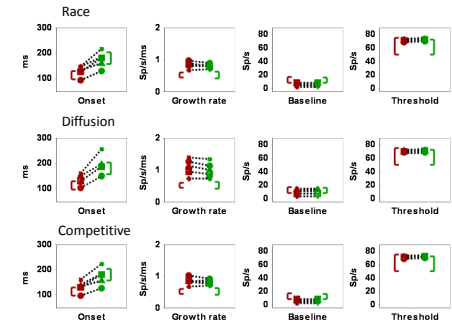 Race
300
200
100
ms
Onset
2
1
0
Sp/s/ms
Growth rate
80
60
40
20
0
Sp/s
Baseline
80
60
40
20
0
Sp/s
Threshold
Diffusion
300
200
100
ms
Onset
2
1
0
Sp/s/ms
Growth rate
80
60
40
20
0
Sp/s
Baseline
80
60
40
20
0
Sp/s
Threshold
Competitive
300
200
100
ms
Onset
2
1
0
Sp/s/ms
Growth rate
80
60
40
20
0
Sp/s
Baseline
80
60
40
20
0
Sp/s
Threshold